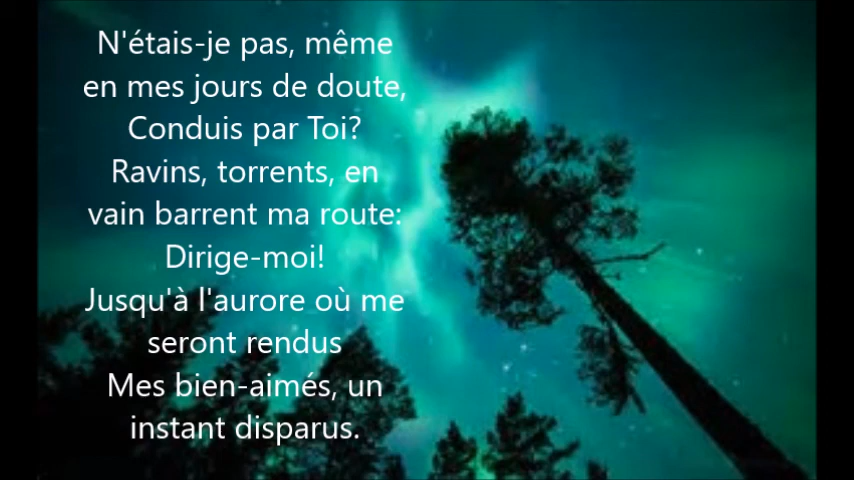 N'étais-je pas, même
en mes jours de doute,
Conduis par Toi?
Ravins, torrents, en
vain barrent ma route:
Dirige-moi!
Jusqu'à l'aurore où me
seront rendus
Mes bien-aimés, un
instant disparus.